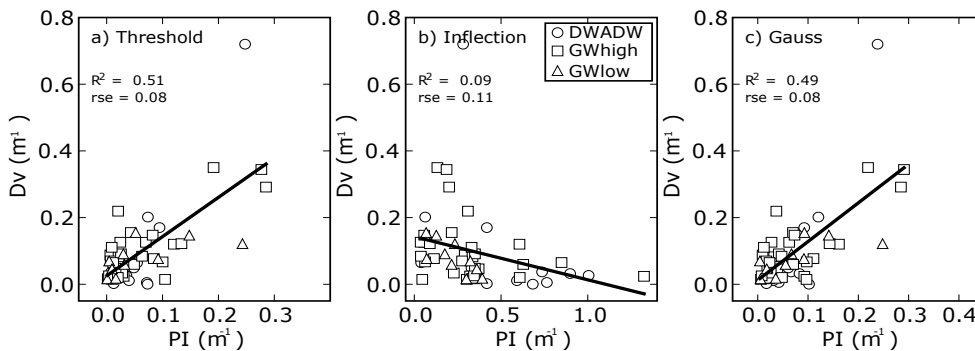 a) Threshold
R² = 0.51
rse = 0.08
0.8
0.6
0.4
0.2
0.0
Dv (m⁻¹)
0.0 0.1 0.2 0.3
PI (m⁻¹)
b) Inflection
R² = 0.09
rse = 0.11
DWADW
GWhigh
GWlow
0.8
0.6
0.4
0.2
0.0
Dv (m⁻¹)
0.0 0.5 1.0
PI (m⁻¹)
c) Gauss
R² = 0.49
rse = 0.08
0.8
0.6
0.4
0.2
0.0
Dv (m⁻¹)
0.0 0.1 0.2 0.3 0.4
PI (m⁻¹)